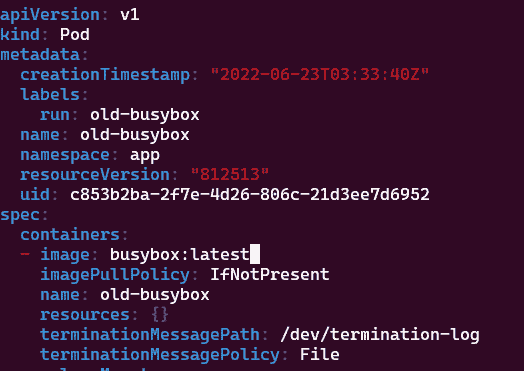 apiVersion: v1
kind: Pod
metadata:
  creationTimestamp: "2022-06-23T03:33:40Z"
  labels:
    run: old-busybox
  name: old-busybox
  namespace: app
  resourceVersion: "812513"
  uid: c853b2ba-2f7e-4d26-806c-21d3ee7d6952
spec:
  containers:
  - image: busybox:latest
    imagePullPolicy: IfNotPresent
    name: old-busybox
    resources: {}
    terminationMessagePath: /dev/termination-log
    terminationMessagePolicy: File